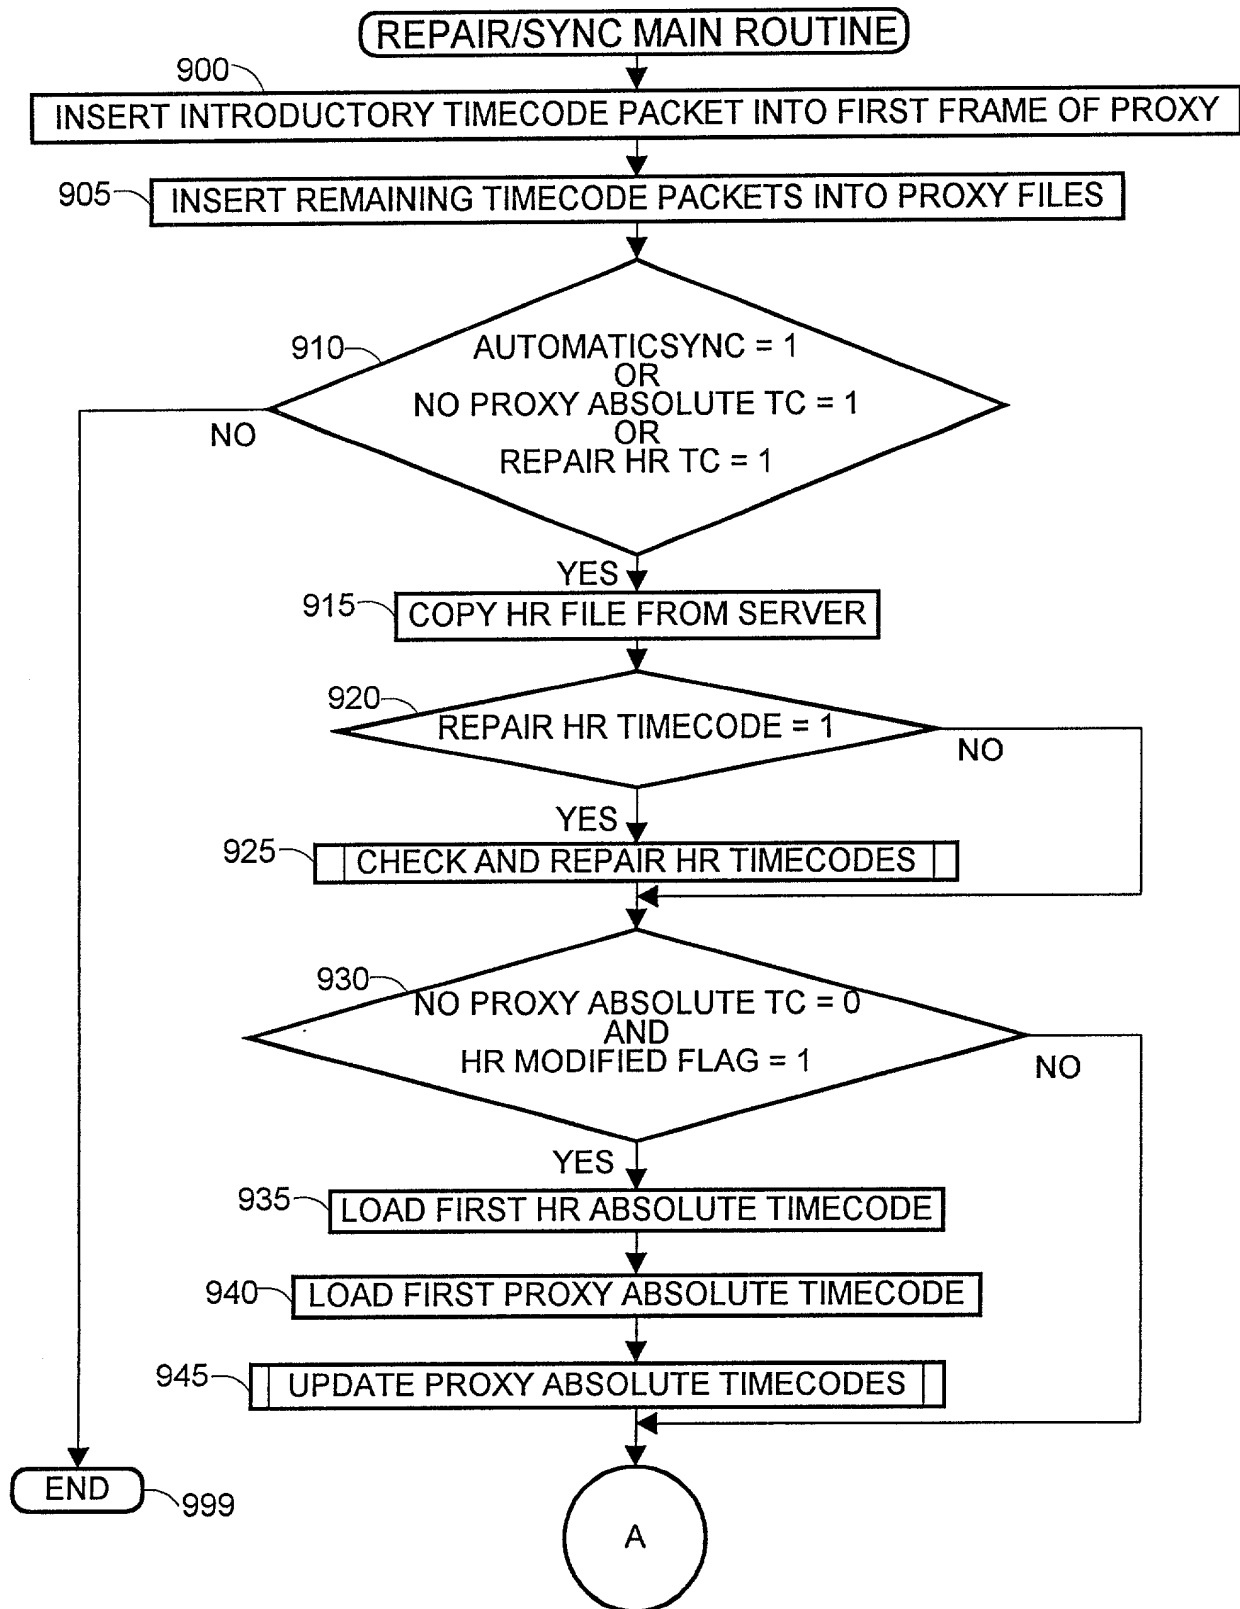 REPAIR/SYNC MAIN ROUTINE
900
INSERT INTRODUCTORY TIMECODE PACKET INTO FIRST FRAME OF PROXY
905
INSERT REMAINING TIMECODE PACKETS INTO PROXY FILES
910
AUTOMATICSYNC = 1
OR
NO PROXY ABSOLUTE TC = 1
OR
REPAIR HR TC = 1
NO
YES
915
COPY HR FILE FROM SERVER
920
REPAIR HR TIMECODE = 1
NO
YES
925
CHECK AND REPAIR HR TIMECODES
930
NO PROXY ABSOLUTE TC = 0
AND
HR MODIFIED FLAG = 1
NO
YES
935
LOAD FIRST HR ABSOLUTE TIMECODE
940
LOAD FIRST PROXY ABSOLUTE TIMECODE
945
UPDATE PROXY ABSOLUTE TIMECODES
END
999
A